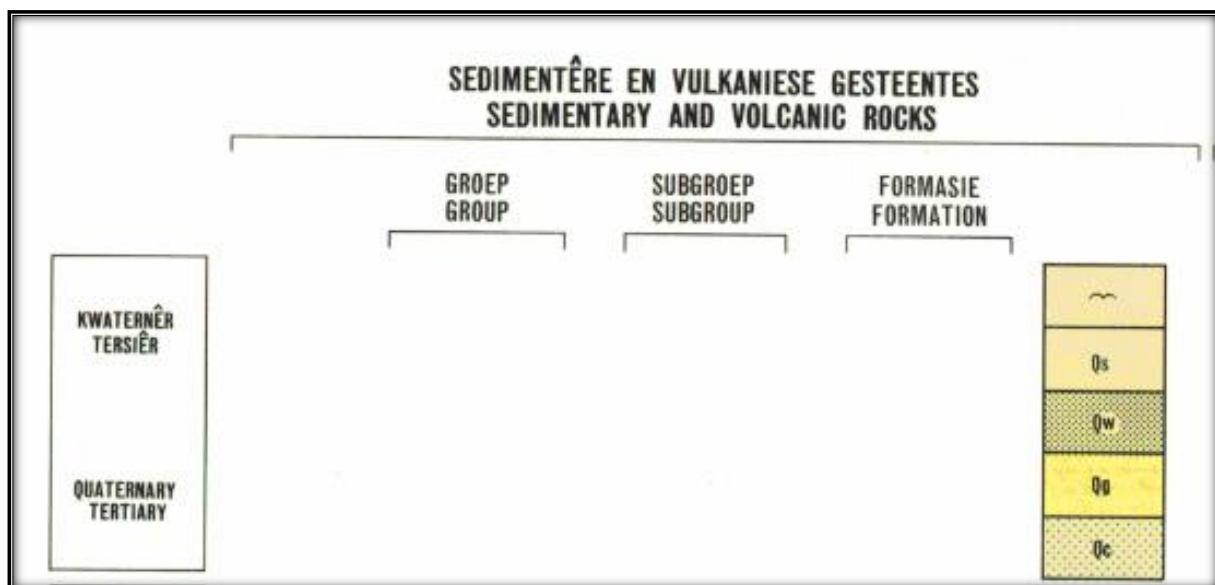 SEDIMENTÊRE EN VULKANIESE GESTEENTES
SEDIMENTARY AND VOLCANIC ROCKS
GROEP
GROUP
SUBGROEP
SUBGROUP
FORMASIE
FORMATION
KWATERNÊR
TERSIÊR
QUATERNARY
TERTIARY
Qs
Qw
Qg
Qc